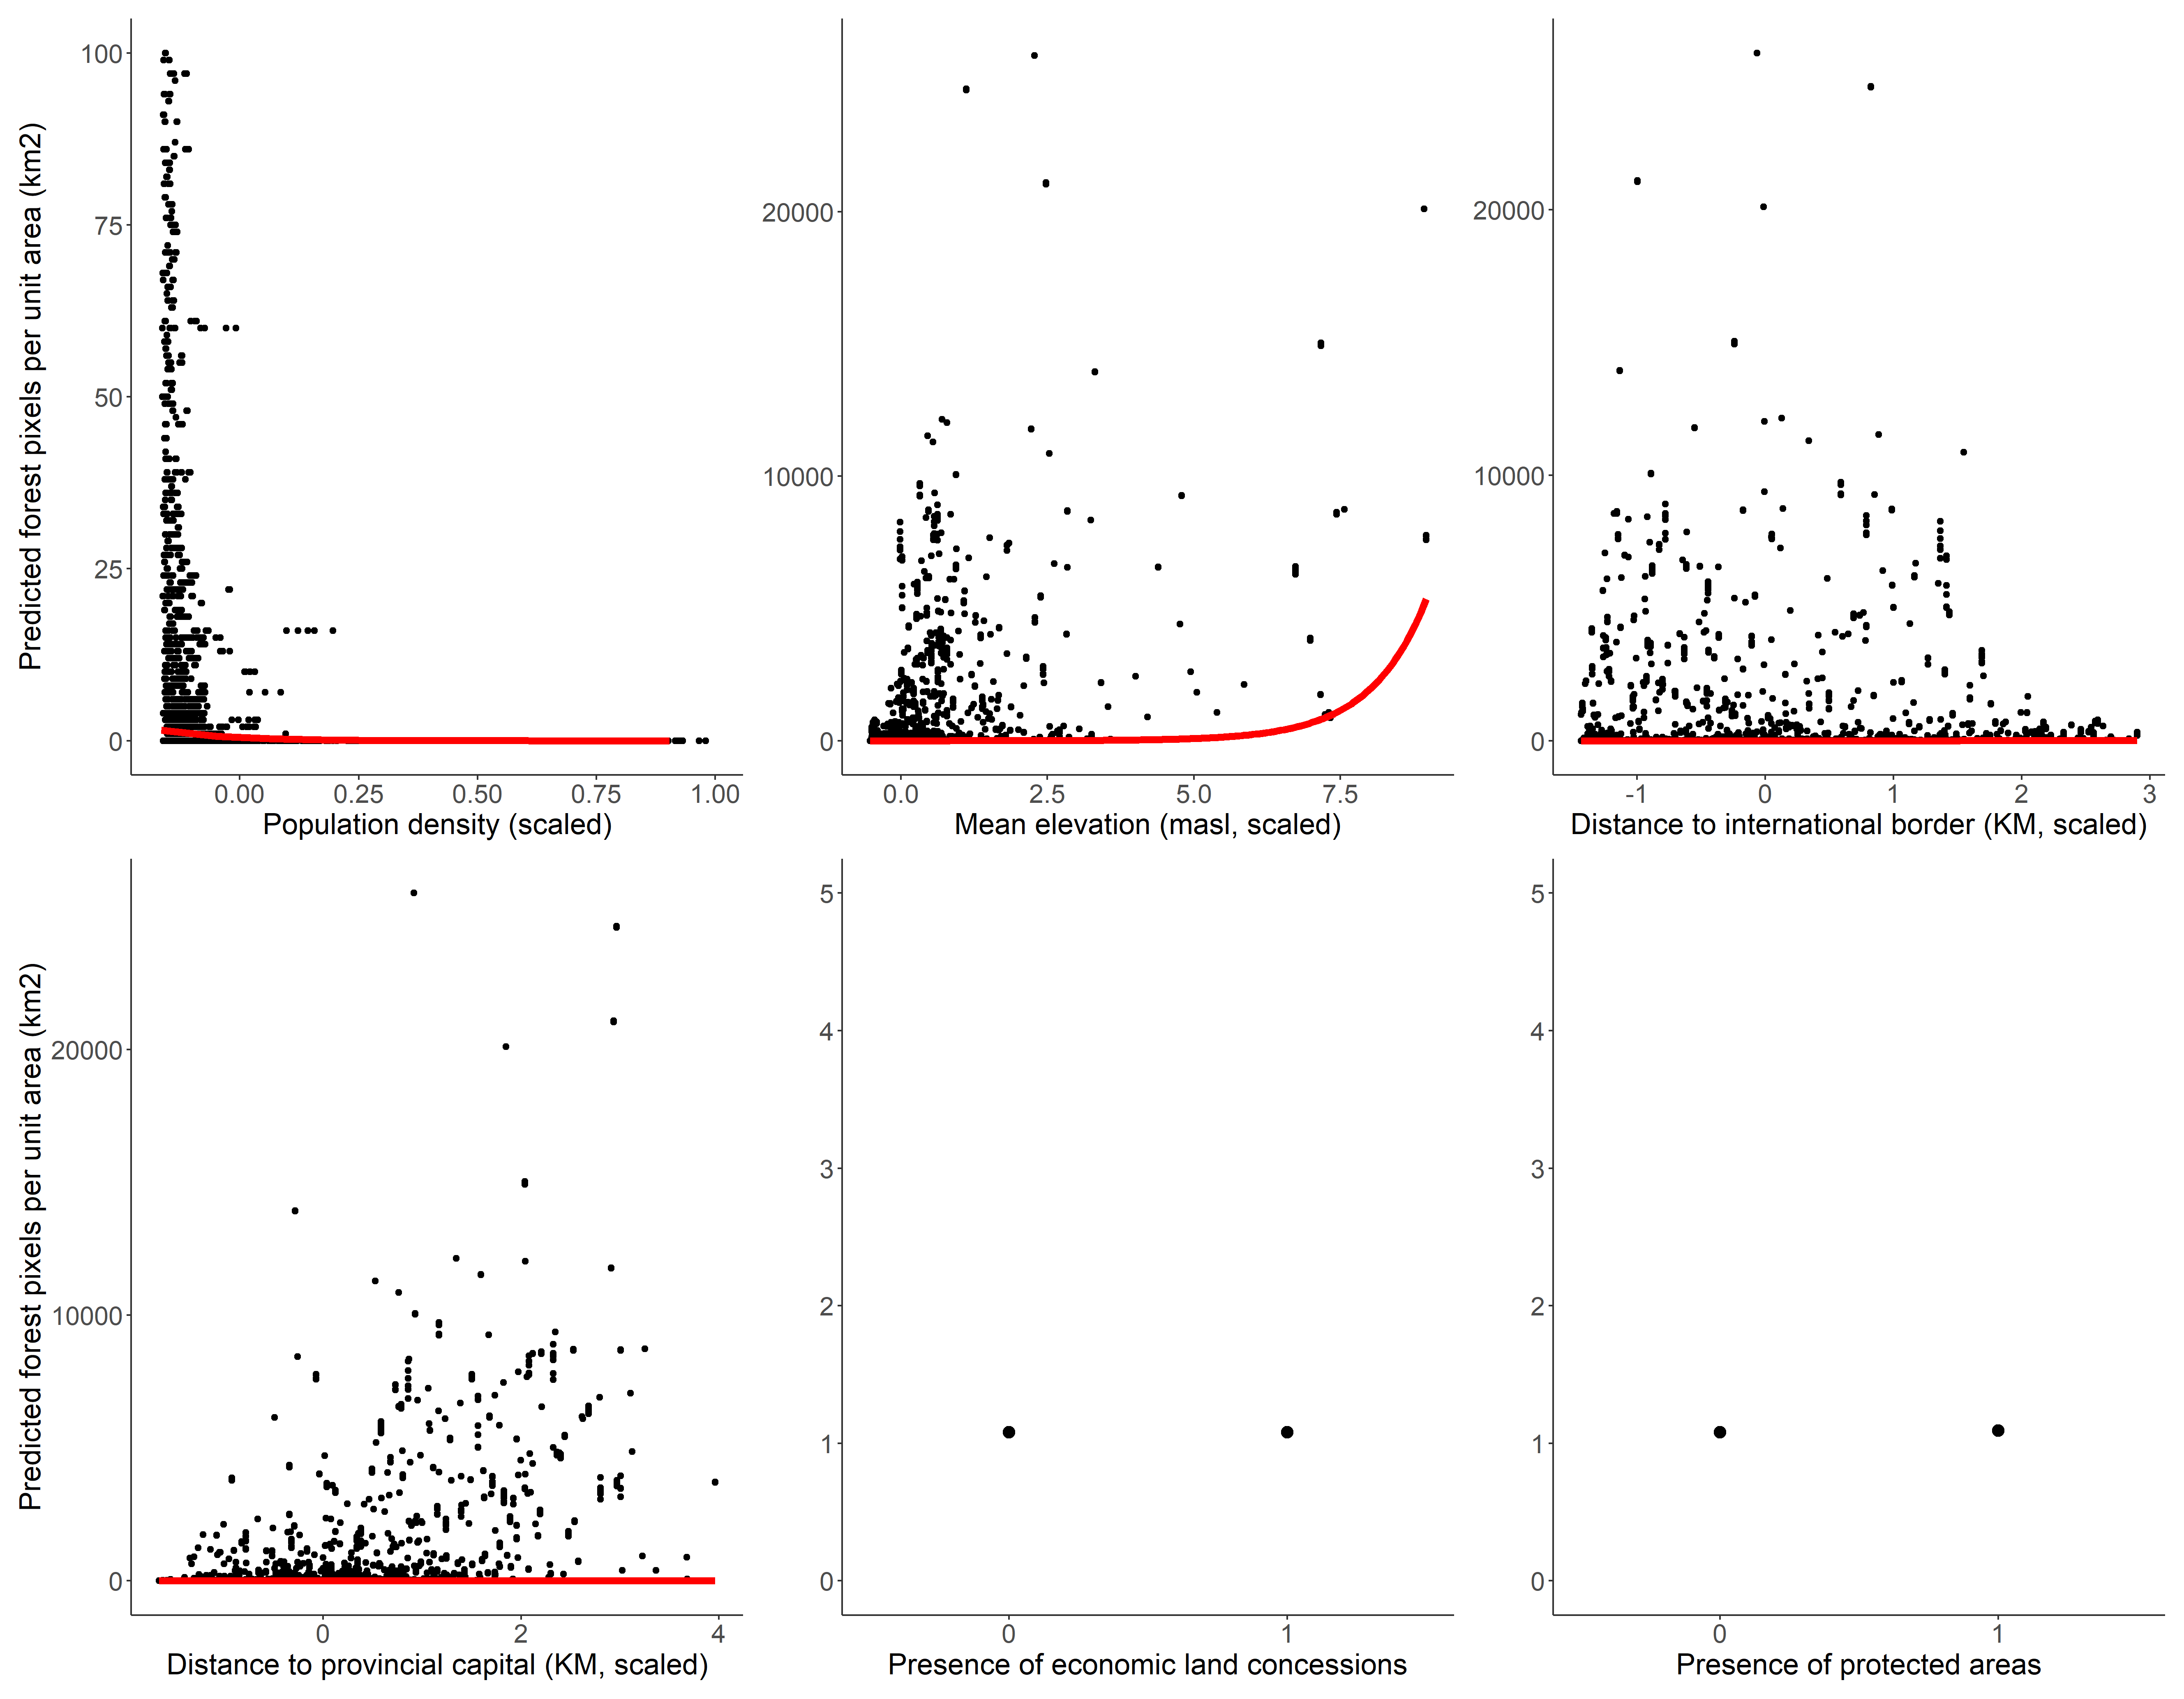 Predicted forest pixels per unit area (km2)
100
75
50
25
0
0.00 0.25 0.50 0.75 1.00
Population density (scaled)
20000
10000
0
0.0 2.5 5.0 7.5
Mean elevation (masl, scaled)
20000
10000
0
-1 0 1 2 3
Distance to international border (KM, scaled)
Predicted forest pixels per unit area (km2)
20000
10000
0
0 2 4
Distance to provincial capital (KM, scaled)
5
4
3
2
1
0
0 1
Presence of economic land concessions
5
4
3
2
1
0
0 1
Presence of protected areas